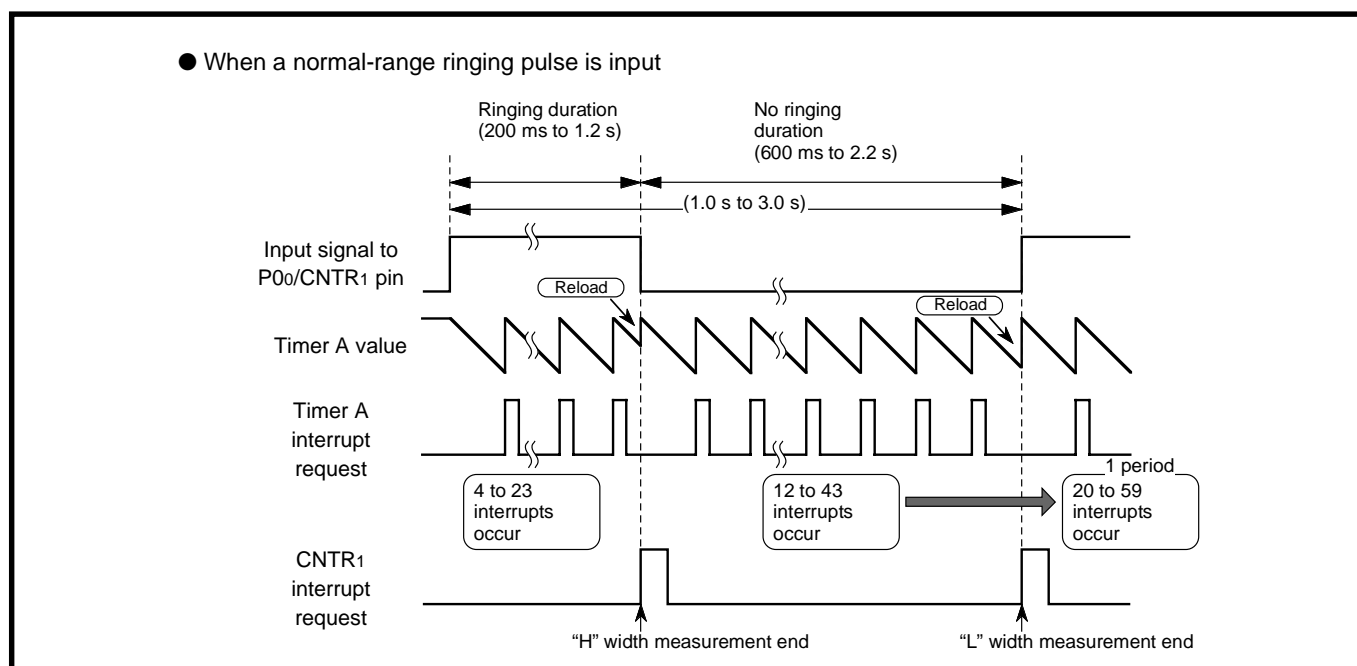 ● When a normal-range ringing pulse is input
Ringing duration
(200 ms to 1.2 s)
No ringing
duration
(600 ms to 2.2 s)
(1.0 s to 3.0 s)
Input signal to
P00/CNTR1 pin
Reload
Reload
Timer A value
Timer A
interrupt
request
1 period
4 to 23
interrupts
occur
12 to 43
interrupts
occur
20 to 59
interrupts
occur
CNTR1
interrupt
request
“H” width measurement end
“L” width measurement end